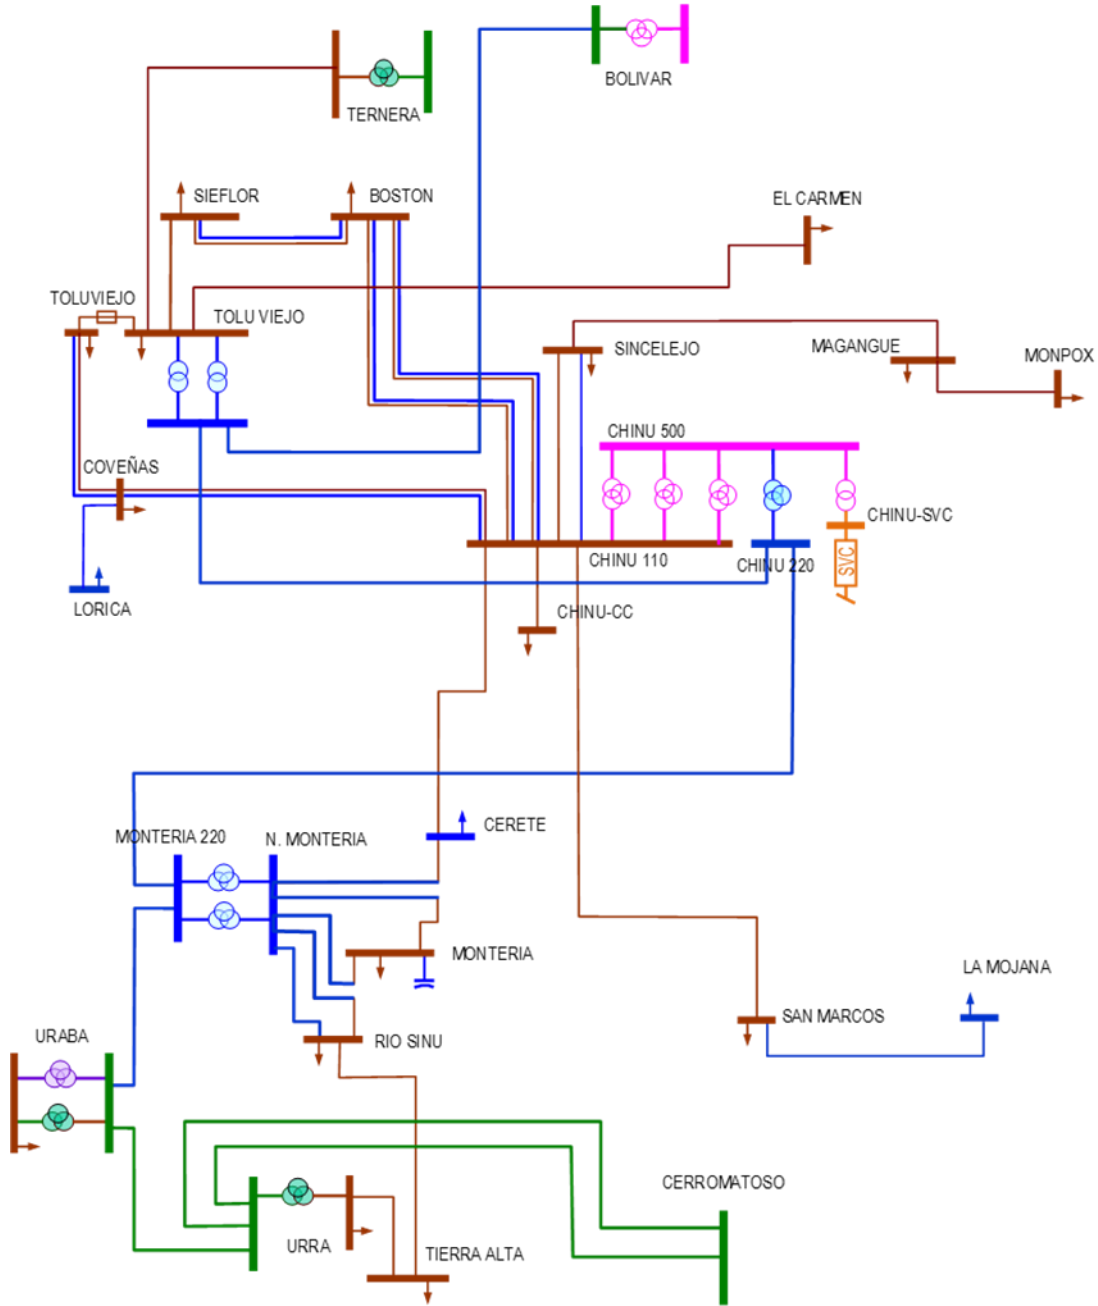 BOLIVAR
TERNERA
SIEFLOR
BOSTON
EL CARMEN
TOLUVIEJO
TOLU VIEJO
SINCELEJO
MAGANGUE
MONPOX
CHINU 500
COVEÑAS
CHINU-SVC
CHINU 110
CHINU 220
SVC
LORICA
CHINU-CC
MONTERIA 220
N. MONTERIA
CERETE
MONTERIA
LA MOJANA
SAN MARCOS
URABA
RIO SINU
CERROMATOSO
URRA
TIERRA ALTA